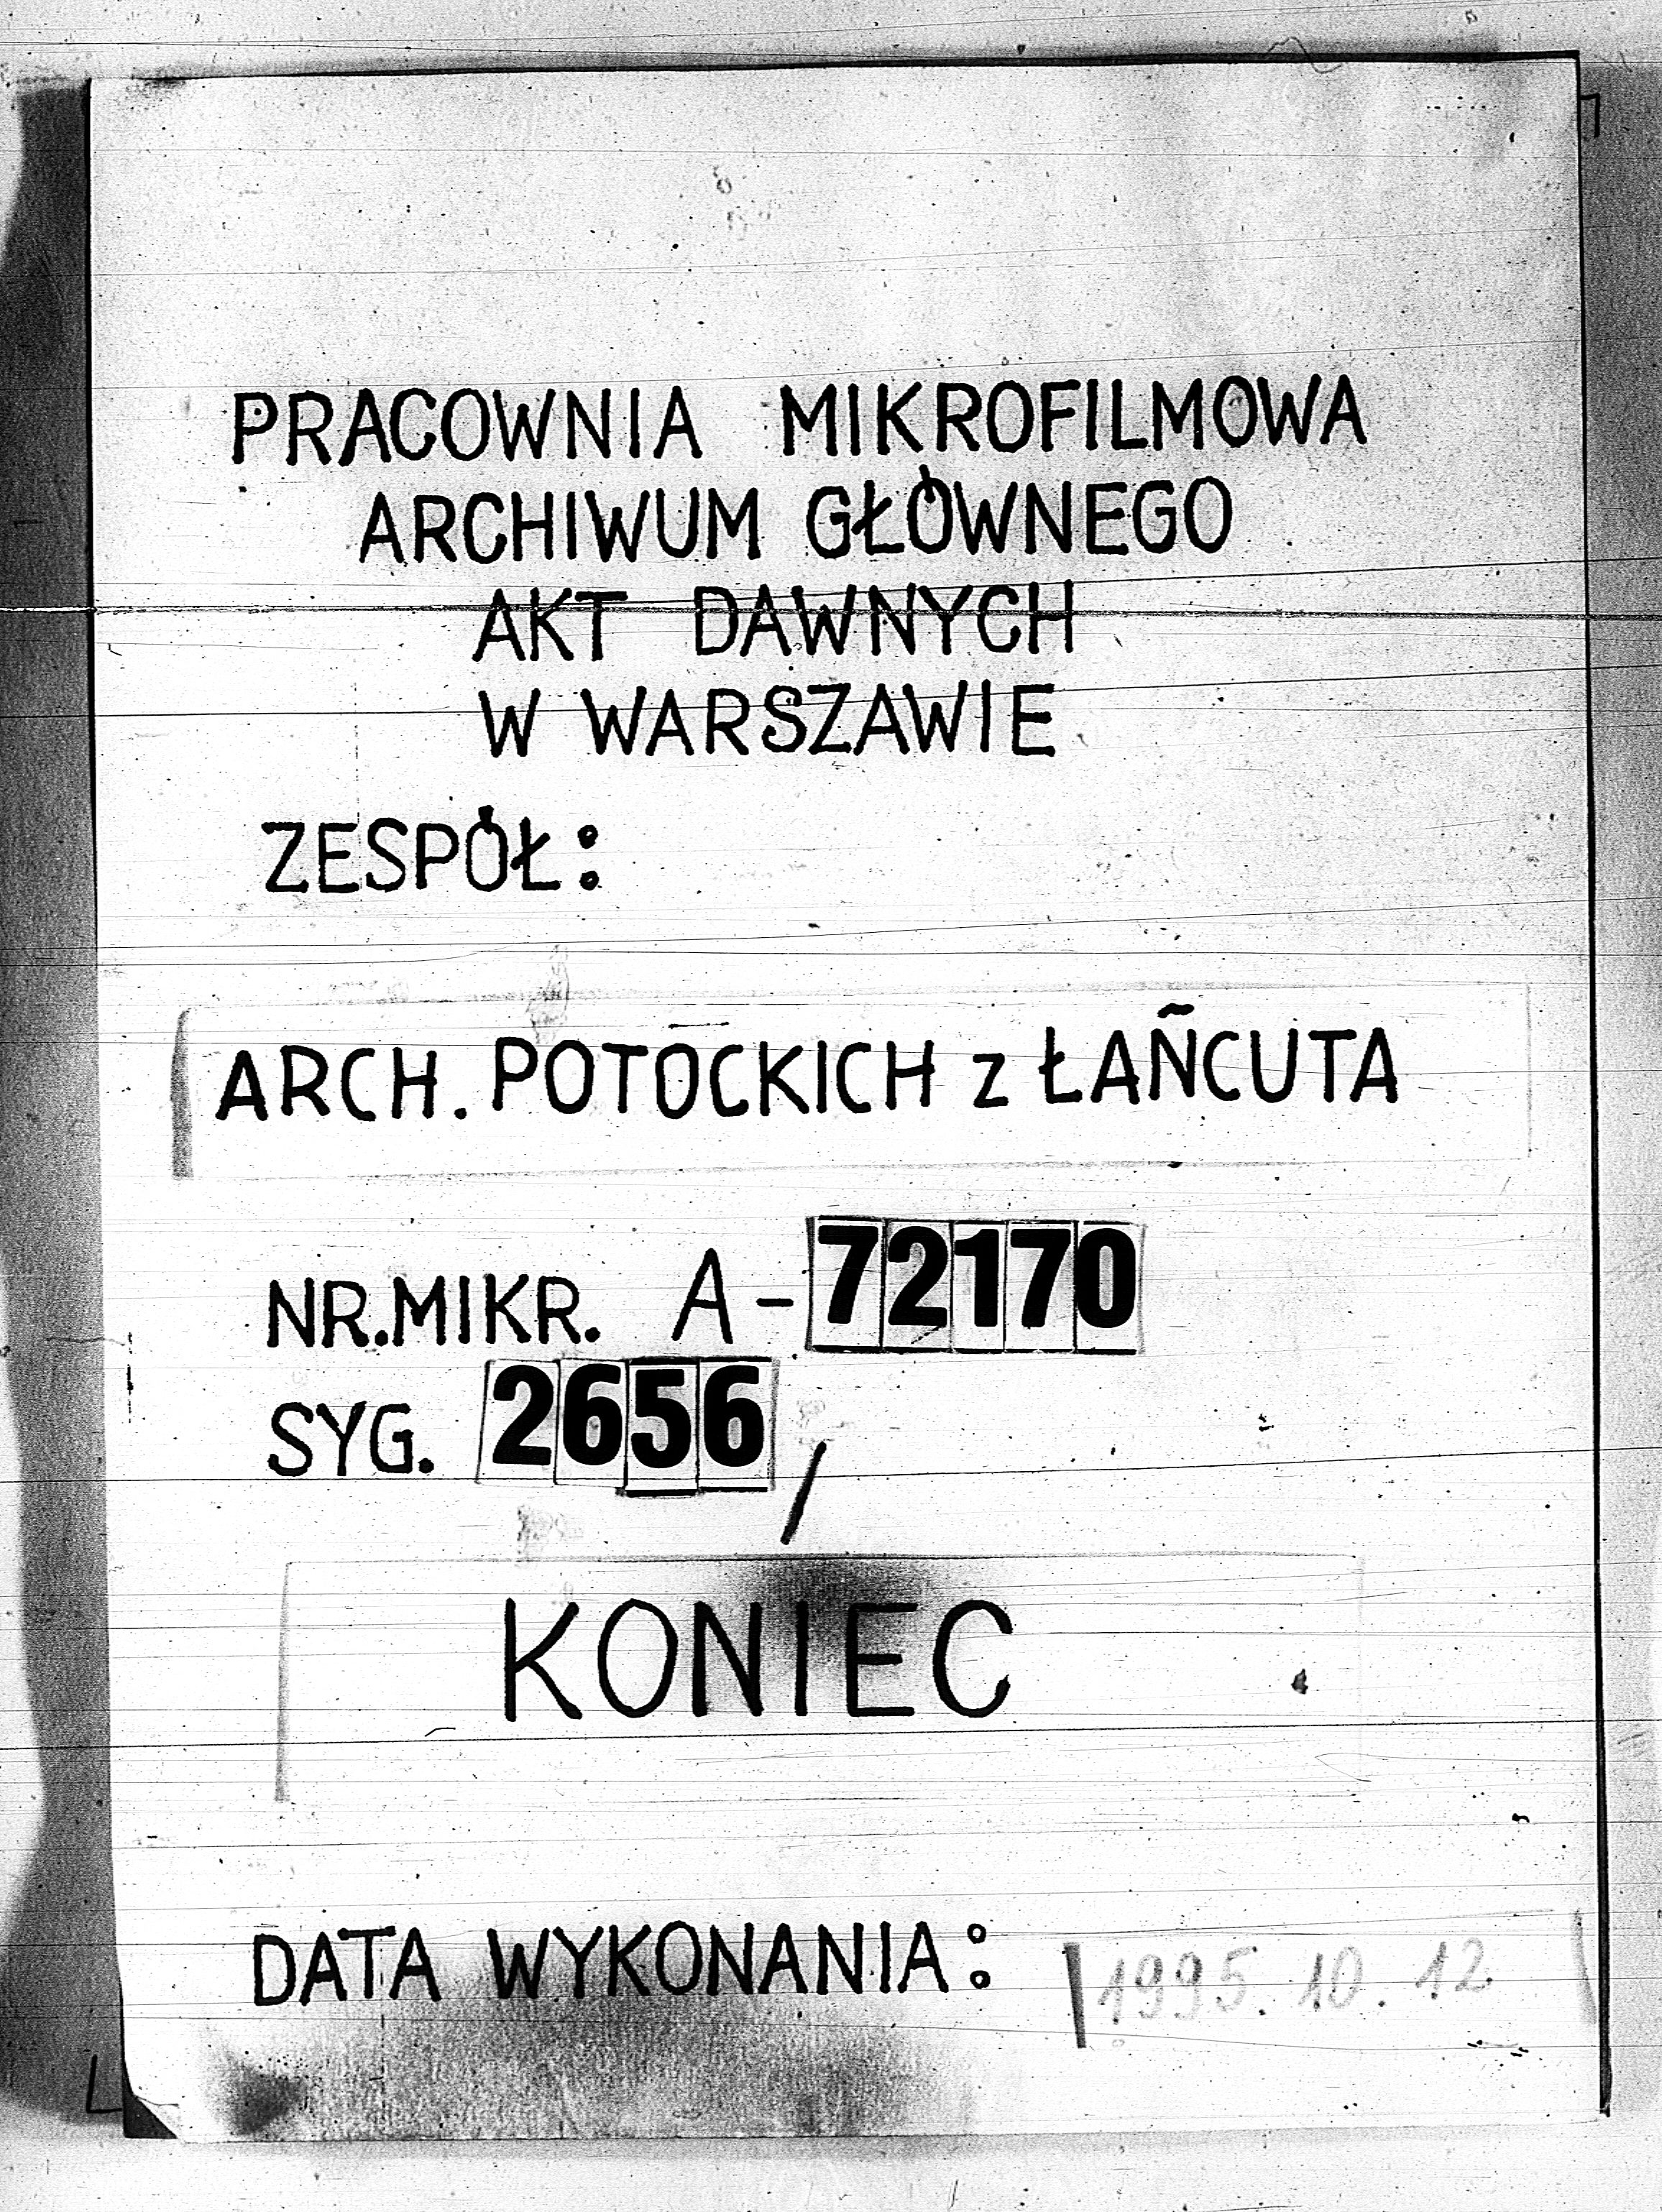 PRACOWNIA MIKROFILMOWA
ARCHIWUM GŁÓWNEGO
AKT DAWNYCH
W WARSZAWIE
ZESPÓŁ:
ARCH. POTOCKICH z ŁAŃCUTA
NR.MIKR. A-72170
SYG. 2656/
KONIEC
DATA WYKONANIA: 1995.10.12